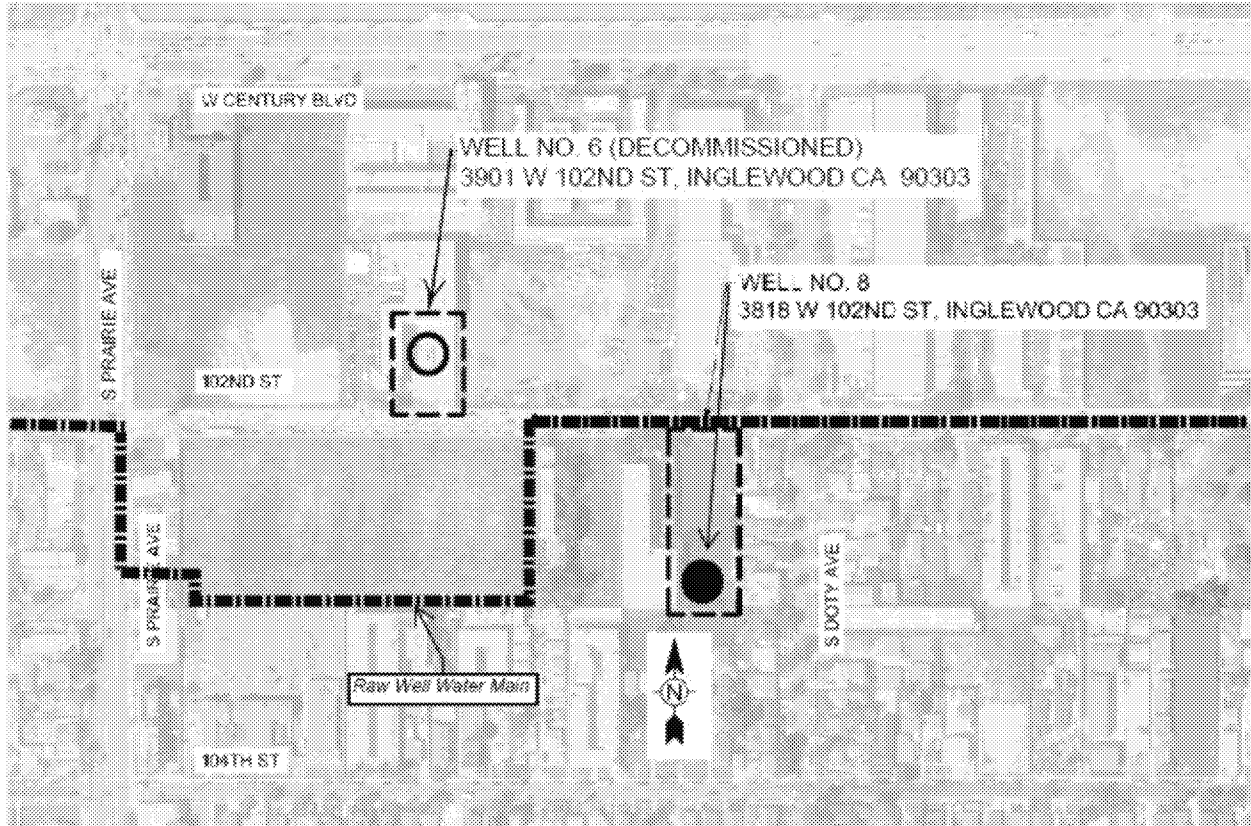 W CENTURY BLVD
WELL NO. 6 (DECOMMISSIONED)
3901 W 102ND ST, INGLEWOOD CA 90303
WELL NO. 8
3818 W 102ND ST, INGLEWOOD CA 90303
S PRAIRIE AVE
102ND ST
S PRAIRIE AVE
S DOTY AVE
Raw Well Water Main
N
104TH ST